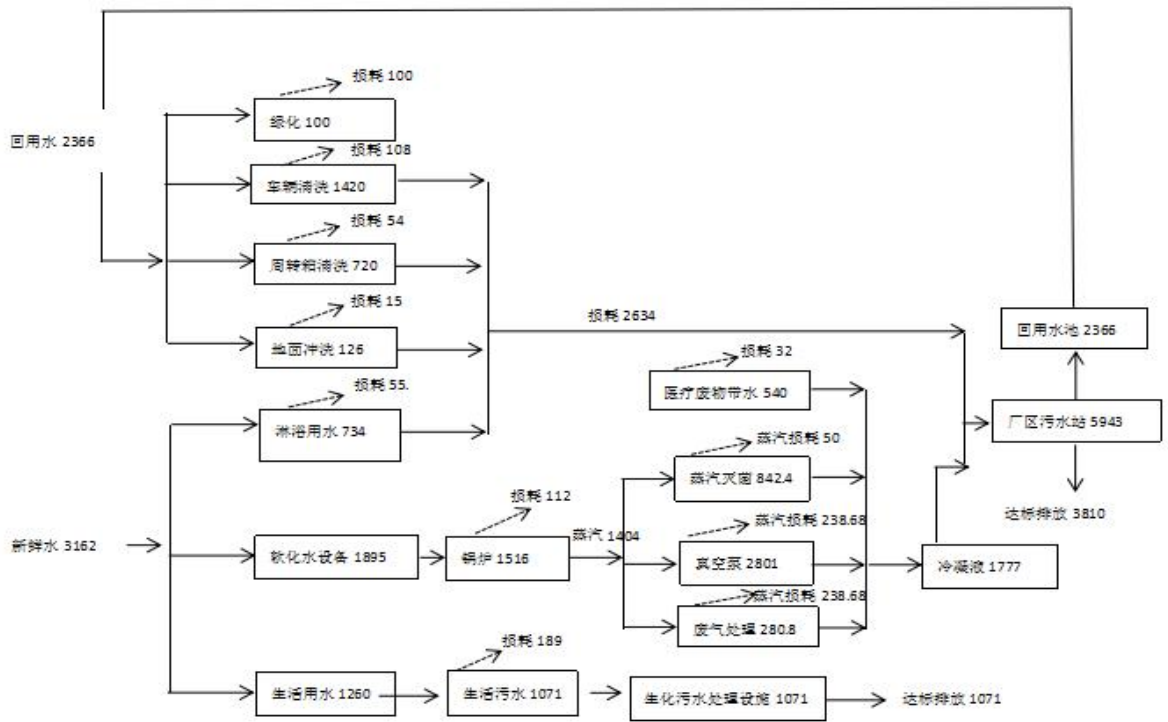 损耗 100
绿化 100
回用水 2366
损耗 108
车辆清洗 1420
损耗 54
周转箱清洗 720
损耗 15
地面冲洗 126
损耗 2634
回用水池 2366
损耗 32
医疗废物带水 540
损耗 55.
淋浴用水 734
厂区污水站 5943
蒸汽损耗 50
蒸汽灭菌 842.4
损耗 112
达标排放 3810
新鲜水 3162
软化水设备 1895
锅炉 1516
蒸汽 1404
蒸汽损耗 238.68
真空泵 2801
冷凝液 1777
蒸汽损耗 238.68
废气处理 280.8
损耗 189
生活用水 1260
生活污水 1071
生化污水处理设施 1071
达标排放 1071